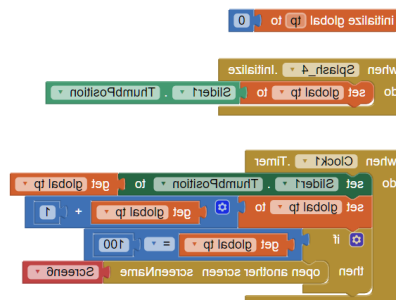 initialize global tp to 0
when Splash_4 .Initialize
do set global tp to Slider1 . ThumbPosition
when Clock1 .Timer
do set Slider1 . ThumbPosition to get global tp
set global tp to get global tp + 1
if get global tp = 100
then open another screen screenName Screen6